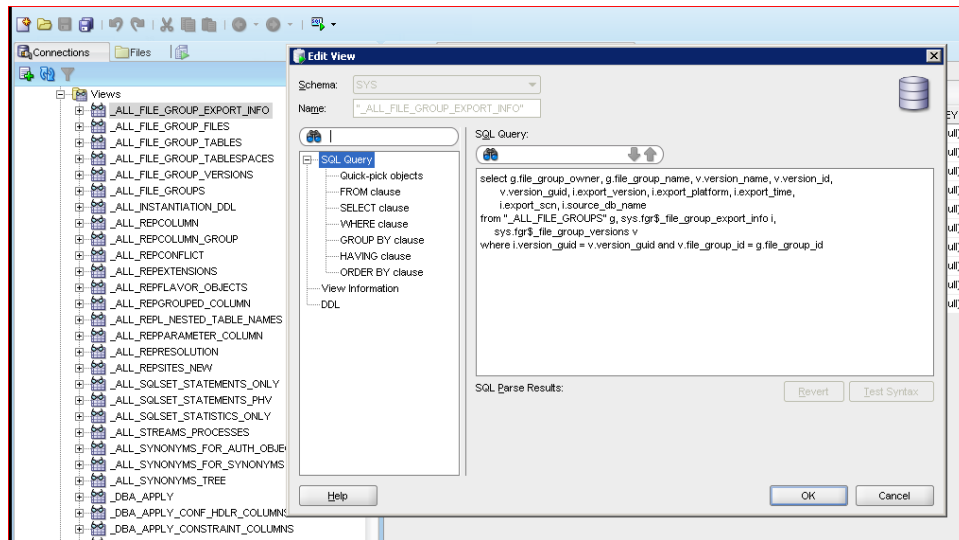 Connections
Files
Views
_ALL_FILE_GROUP_EXPORT_INFO
_ALL_FILE_GROUP_FILES
_ALL_FILE_GROUP_TABLES
_ALL_FILE_GROUP_TABLESPACES
_ALL_FILE_GROUP_VERSIONS
_ALL_FILE_GROUPS
_ALL_INSTANTIATION_DDL
_ALL_REPCOLUMN
_ALL_REPCOLUMN_GROUP
_ALL_REPCONFLICT
_ALL_REPEXTENSIONS
_ALL_REPFLAVOR_OBJECTS
_ALL_REPGROUPED_COLUMN
_ALL_REPL_NESTED_TABLE_NAMES
_ALL_REPPARAMETER_COLUMN
_ALL_REPRESOLUTION
_ALL_REPSITES_NEW
_ALL_SQLSET_STATEMENTS_ONLY
_ALL_SQLSET_STATEMENTS_PHV
_ALL_SQLSET_STATISTICS_ONLY
_ALL_STREAMS_PROCESSES
_ALL_SYNONYMS_FOR_AUTH_OBJE
_ALL_SYNONYMS_FOR_SYNONYMS
_ALL_SYNONYMS_TREE
_DBA_APPLY
_DBA_APPLY_CONF_HDLR_COLUMNS
_DBA_APPLY_CONSTRAINT_COLUMNS
Edit View
Schema: SYS
Name: "_ALL_FILE_GROUP_EXPORT_INFO"
SQL Query
Quick-pick objects
FROM clause
SELECT clause
WHERE clause
GROUP BY clause
HAVING clause
ORDER BY clause
View Information
DDL
SQL Query:
select g.file_group_owner, g.file_group_name, v.version_name, v.version_id,
v.version_guid, i.export_version, i.export_platform, i.export_time,
i.export_scn, i.source_db_name
from "_ALL_FILE_GROUPS" g, sys.fgr$_file_group_export_info i,
sys.fgr$_file_group_versions v
where i.version_guid = v.version_guid and v.file_group_id = g.file_group_id
SQL Parse Results:
Revert
Test Syntax
Help
OK
Cancel